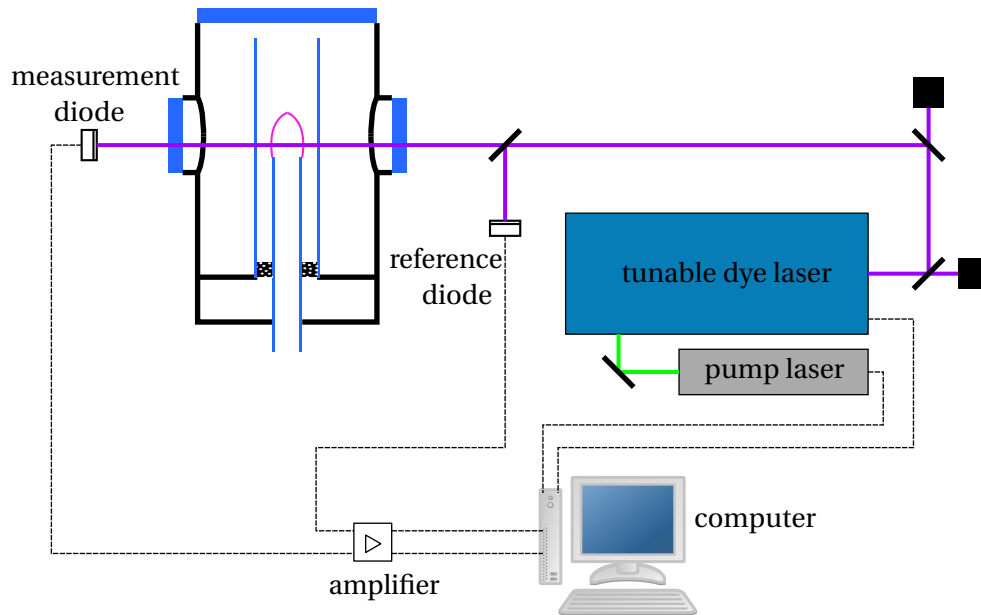 measurement
diode
reference
diode
tunable dye laser
pump laser
computer
amplifier